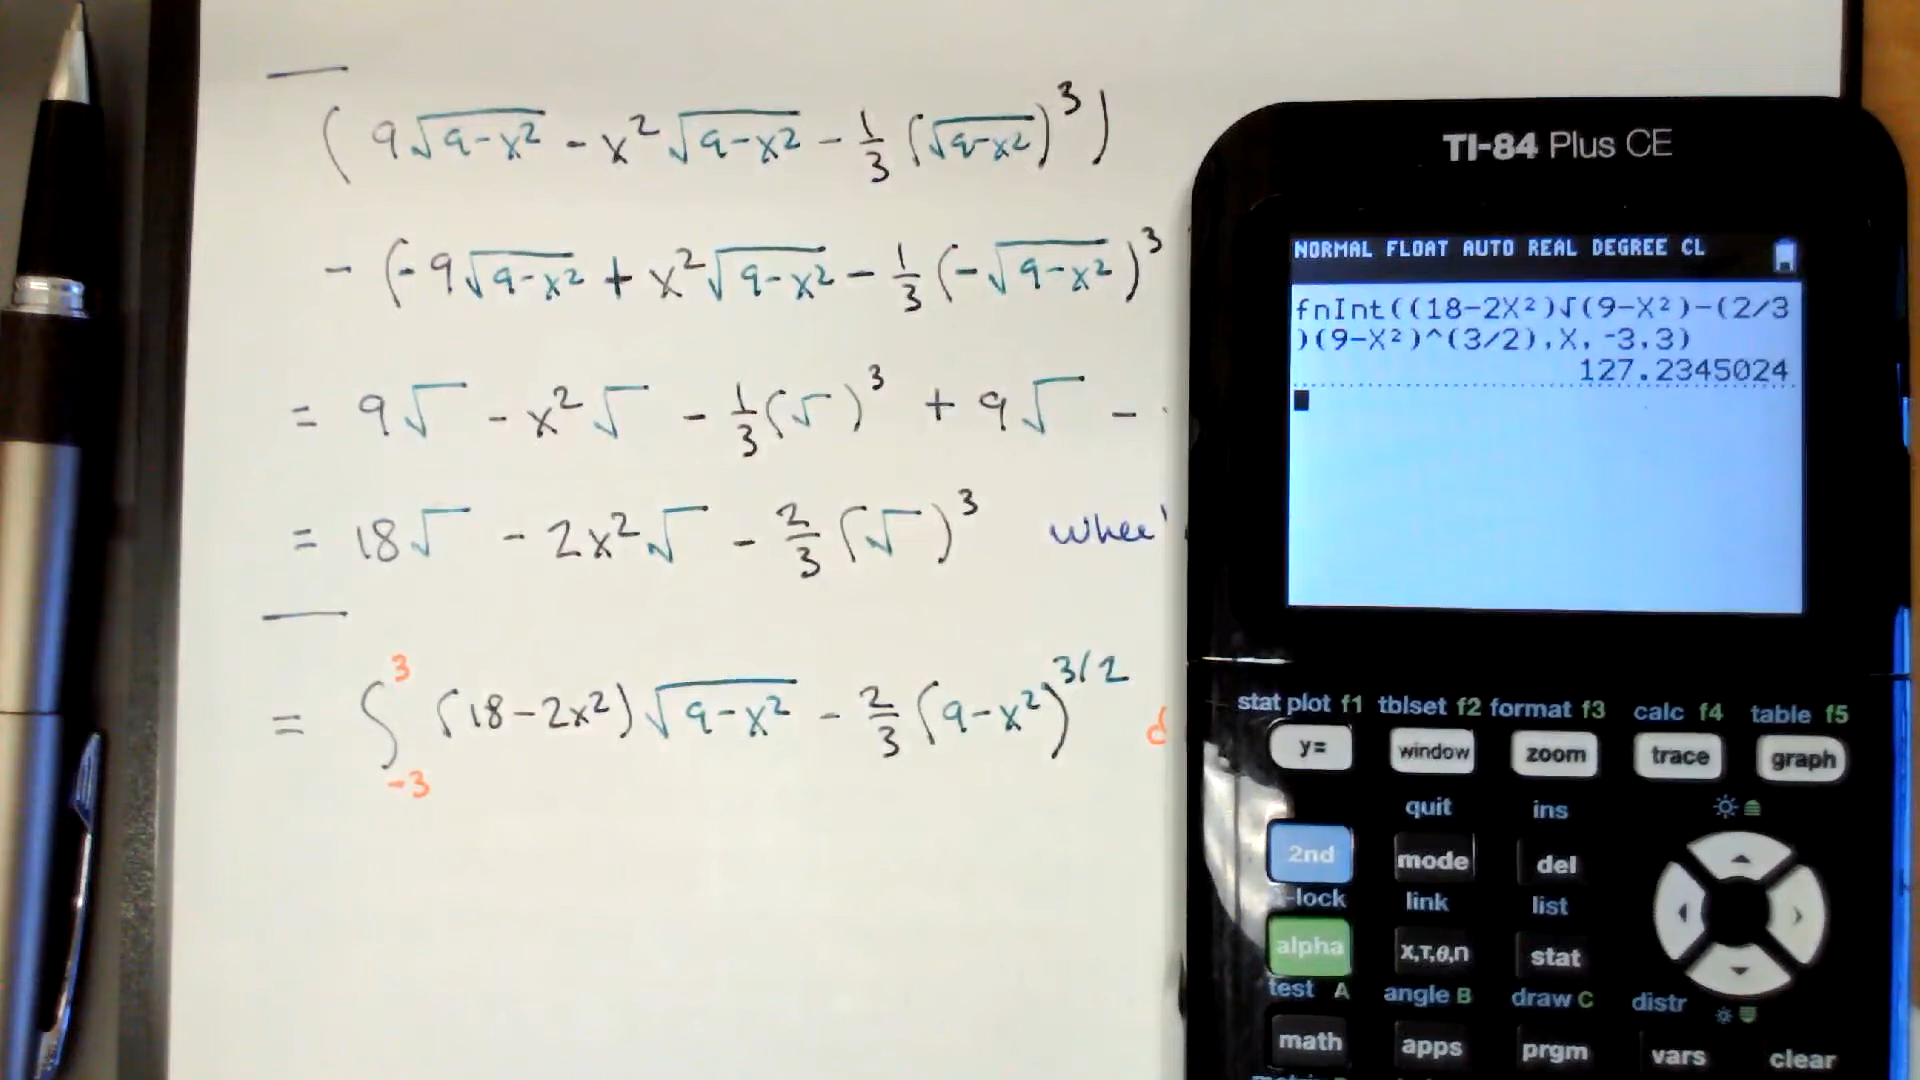 (9√(9-x²) - x²√(9-x²) - 1/3 (√(9-x²))³)
- (-9√(9-x²) + x²√(9-x²) - 1/3 (-√(9-x²))³
= 9√ - x²√ - 1/3 (√)³ + 9√ -
= 18√ - 2x²√ - 2/3 (√)³
= ∫₋₃³ (18-2x²)√(9-x²) - 2/3 (9-x²)^3/2 d
TI-84 Plus CE
NORMAL FLOAT AUTO REAL DEGREE CL
fnInt((18-2X²)√(9-X²)-(2/3
)(9-X²)^(3/2),X,-3,3)
127.2345024
stat plot f1 tblset f2 format f3 calc f4 table f5
y= window zoom trace graph
quit ins
2nd mode del
-lock link list
alpha X,T,θ,n stat
test A angle B draw C distr
math apps prgm vars clear